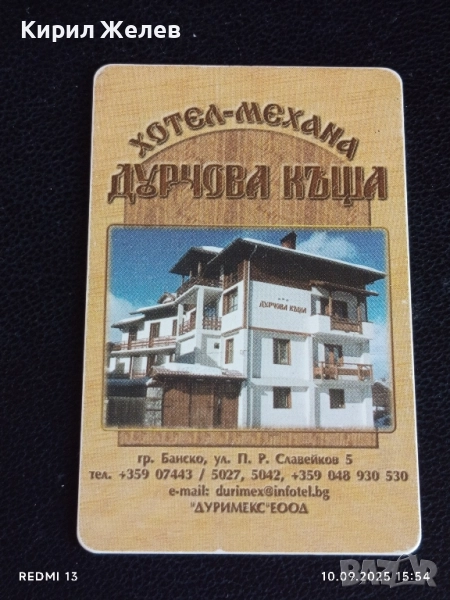 Кирил Желев
ХОТЕЛ-МЕХАНА
ДУРЧОВА КЪЩА
* * *
ДУРЧОВА КЪЩА
гр. Банско, ул. П. Р. Славейков 5
тел. +359 07443 / 5027, 5042, +359 048 930 530
e-mail: durimex@infotel.bg
"ДУРИМЕКС"ЕООД
BAZAR
REDMI 13
10.09.2025 15:54